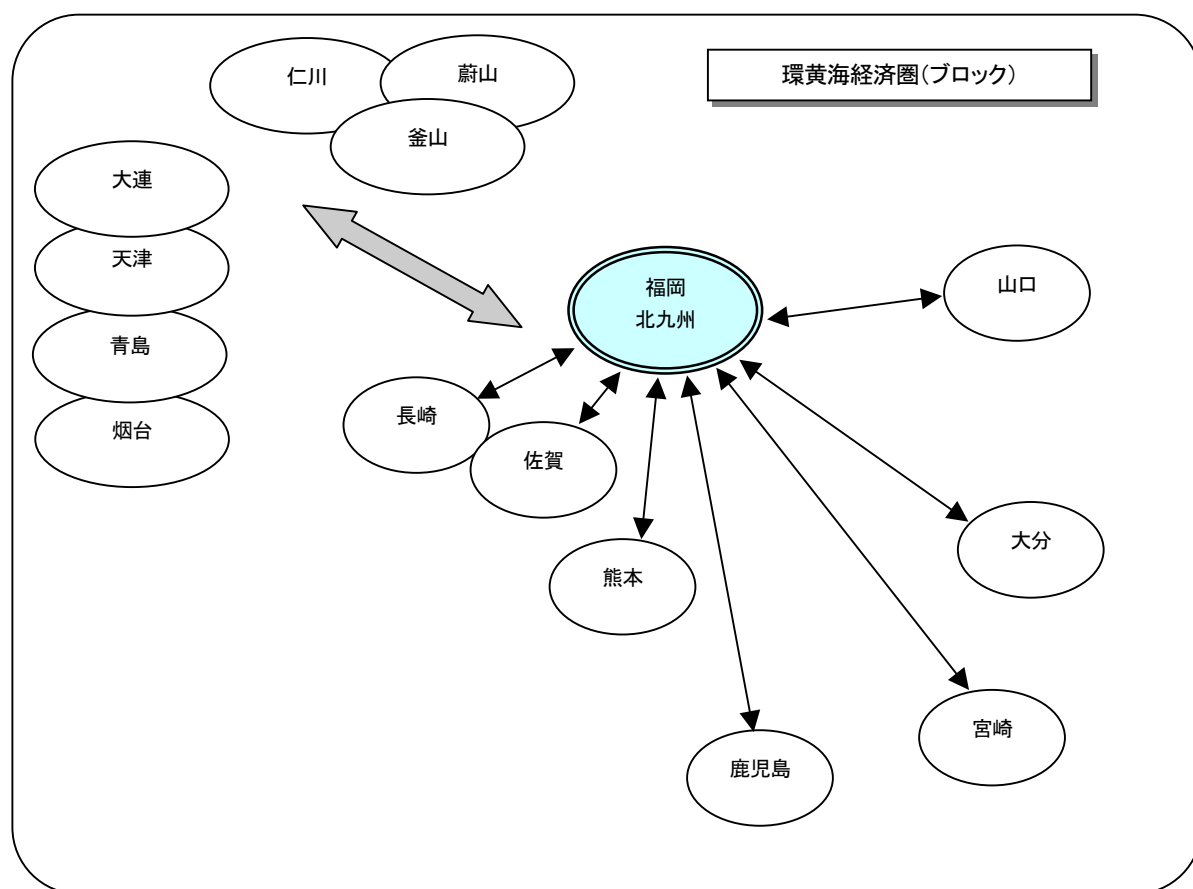 環黄海経済圏（ブロック）
仁川
蔚山
釜山
大連
天津
青島
烟台
福岡
北九州
山口
長崎
佐賀
熊本
大分
宮崎
鹿児島